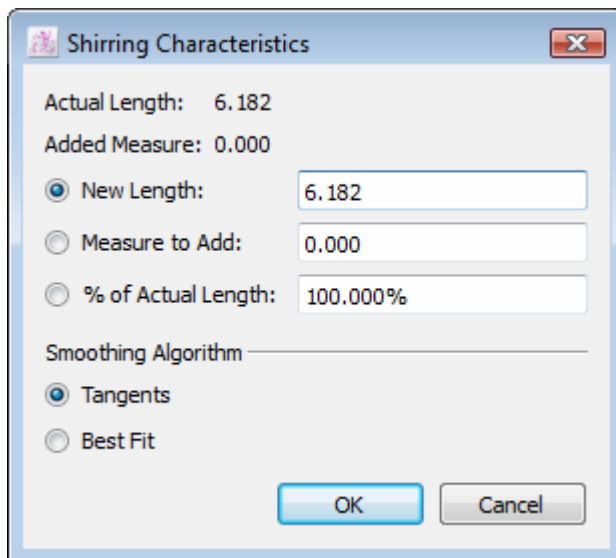 Shirring Characteristics
Actual Length: 6.182
Added Measure: 0.000
New Length: 6.182
Measure to Add: 0.000
% of Actual Length: 100.000%
Smoothing Algorithm
Tangents
Best Fit
OK Cancel